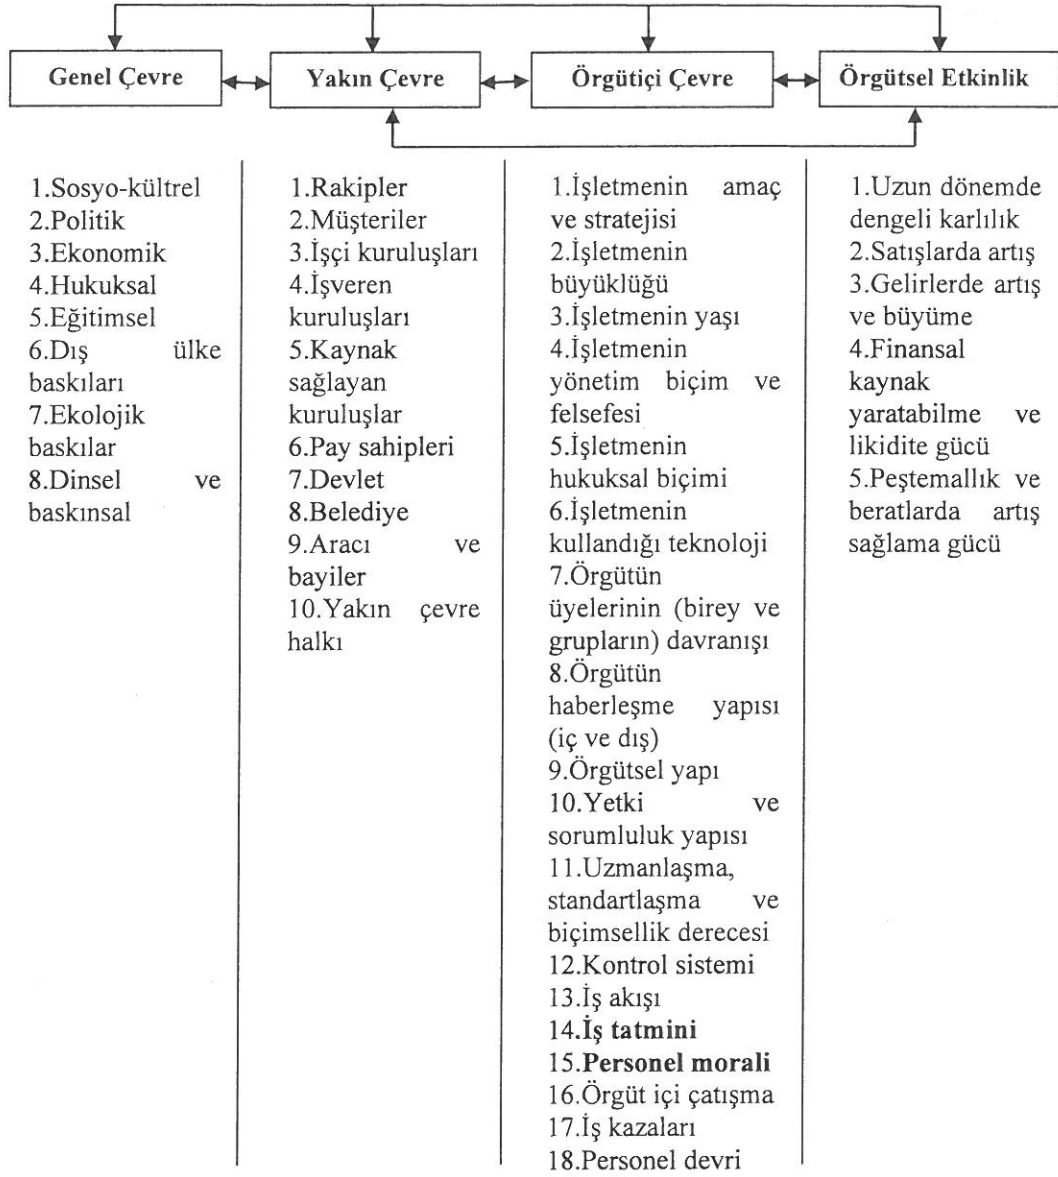 Genel Çevre
Yakın Çevre
Örgütiçi Çevre
Örgütsel Etkinlik
1.Sosyo-kültrel
2.Politik
3.Ekonomik
4.Hukuksal
5.Eğitimsel
6.Dış ülke
baskıları
7.Ekolojik
baskılar
8.Dinsel ve
baskınsal
1.Rakipler
2.Müşteriler
3.İşçi kuruluşları
4.İşveren
kuruluşları
5.Kaynak
sağlayan
kuruluşlar
6.Pay sahipleri
7.Devlet
8.Belediye
9.Aracı ve
bayiler
10.Yakın çevre
halkı
1.İşletmenin amaç
ve stratejisi
2.İşletmenin
büyüklüğü
3.İşletmenin yaşı
4.İşletmenin
yönetim biçim ve
felsefesi
5.İşletmenin
hukuksal biçimi
6.İşletmenin
kullandığı teknoloji
7.Örgütün
üyelerinin (birey ve
grupların) davranışı
8.Örgütün
haberleşme yapısı
(iç ve dış)
9.Örgütsel yapı
10.Yetki ve
sorumluluk yapısı
11.Uzmanlaşma,
standartlaşma ve
biçimsellik derecesi
12.Kontrol sistemi
13.İş akışı
14.İş tatmini
15.Personel morali
16.Örgüt içi çatışma
17.İş kazaları
18.Personel devri
1.Uzun dönemde
dengeli karlılık
2.Satışlarda artış
3.Gelirlerde artış
ve büyüme
4.Finansal
kaynak
yaratabilme ve
likidite gücü
5.Peştemallık ve
beratlarda artış
sağlama gücü